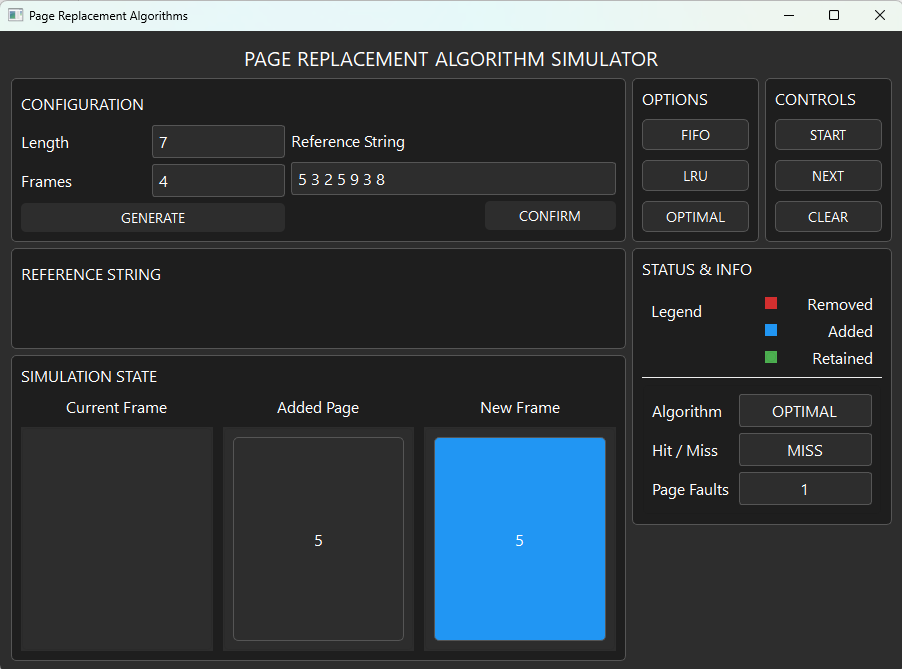 Page Replacement Algorithms
PAGE REPLACEMENT ALGORITHM SIMULATOR
CONFIGURATION
Length
7
Reference String
Frames
4
5 3 2 5 9 3 8
GENERATE
CONFIRM
OPTIONS
FIFO
LRU
OPTIMAL
CONTROLS
START
NEXT
CLEAR
REFERENCE STRING
SIMULATION STATE
Current Frame
Added Page
New Frame
5
5
STATUS & INFO
Legend
Removed
Added
Retained
Algorithm
OPTIMAL
Hit / Miss
MISS
Page Faults
1